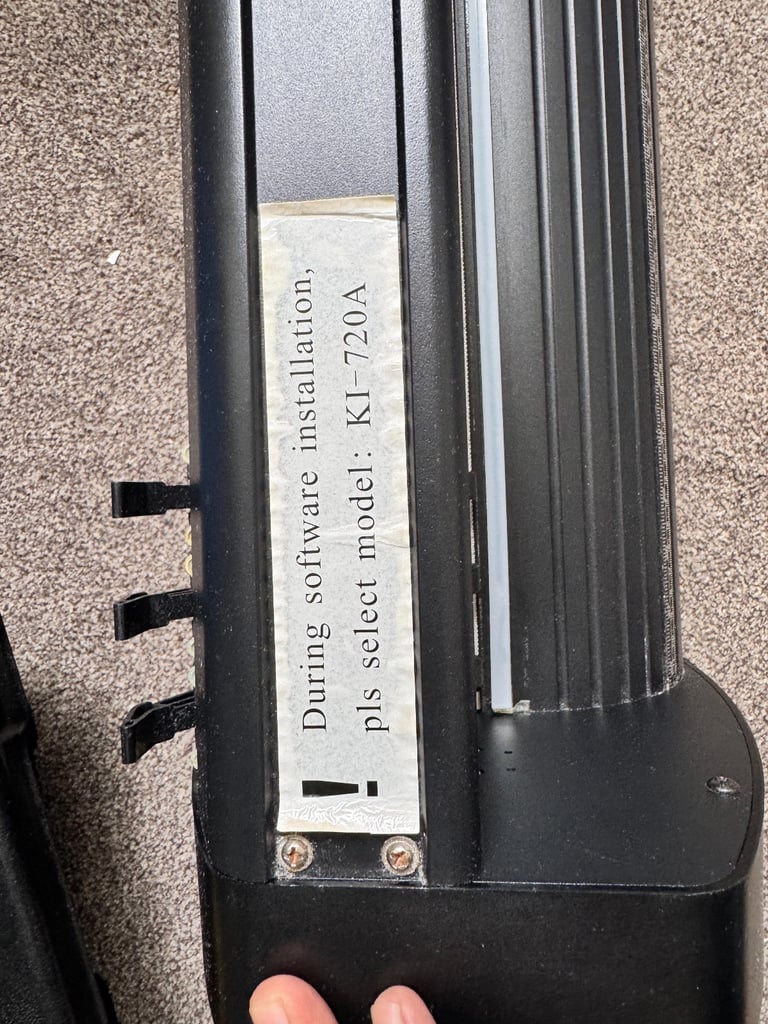 During software installation,
! pls select model: KI-720A